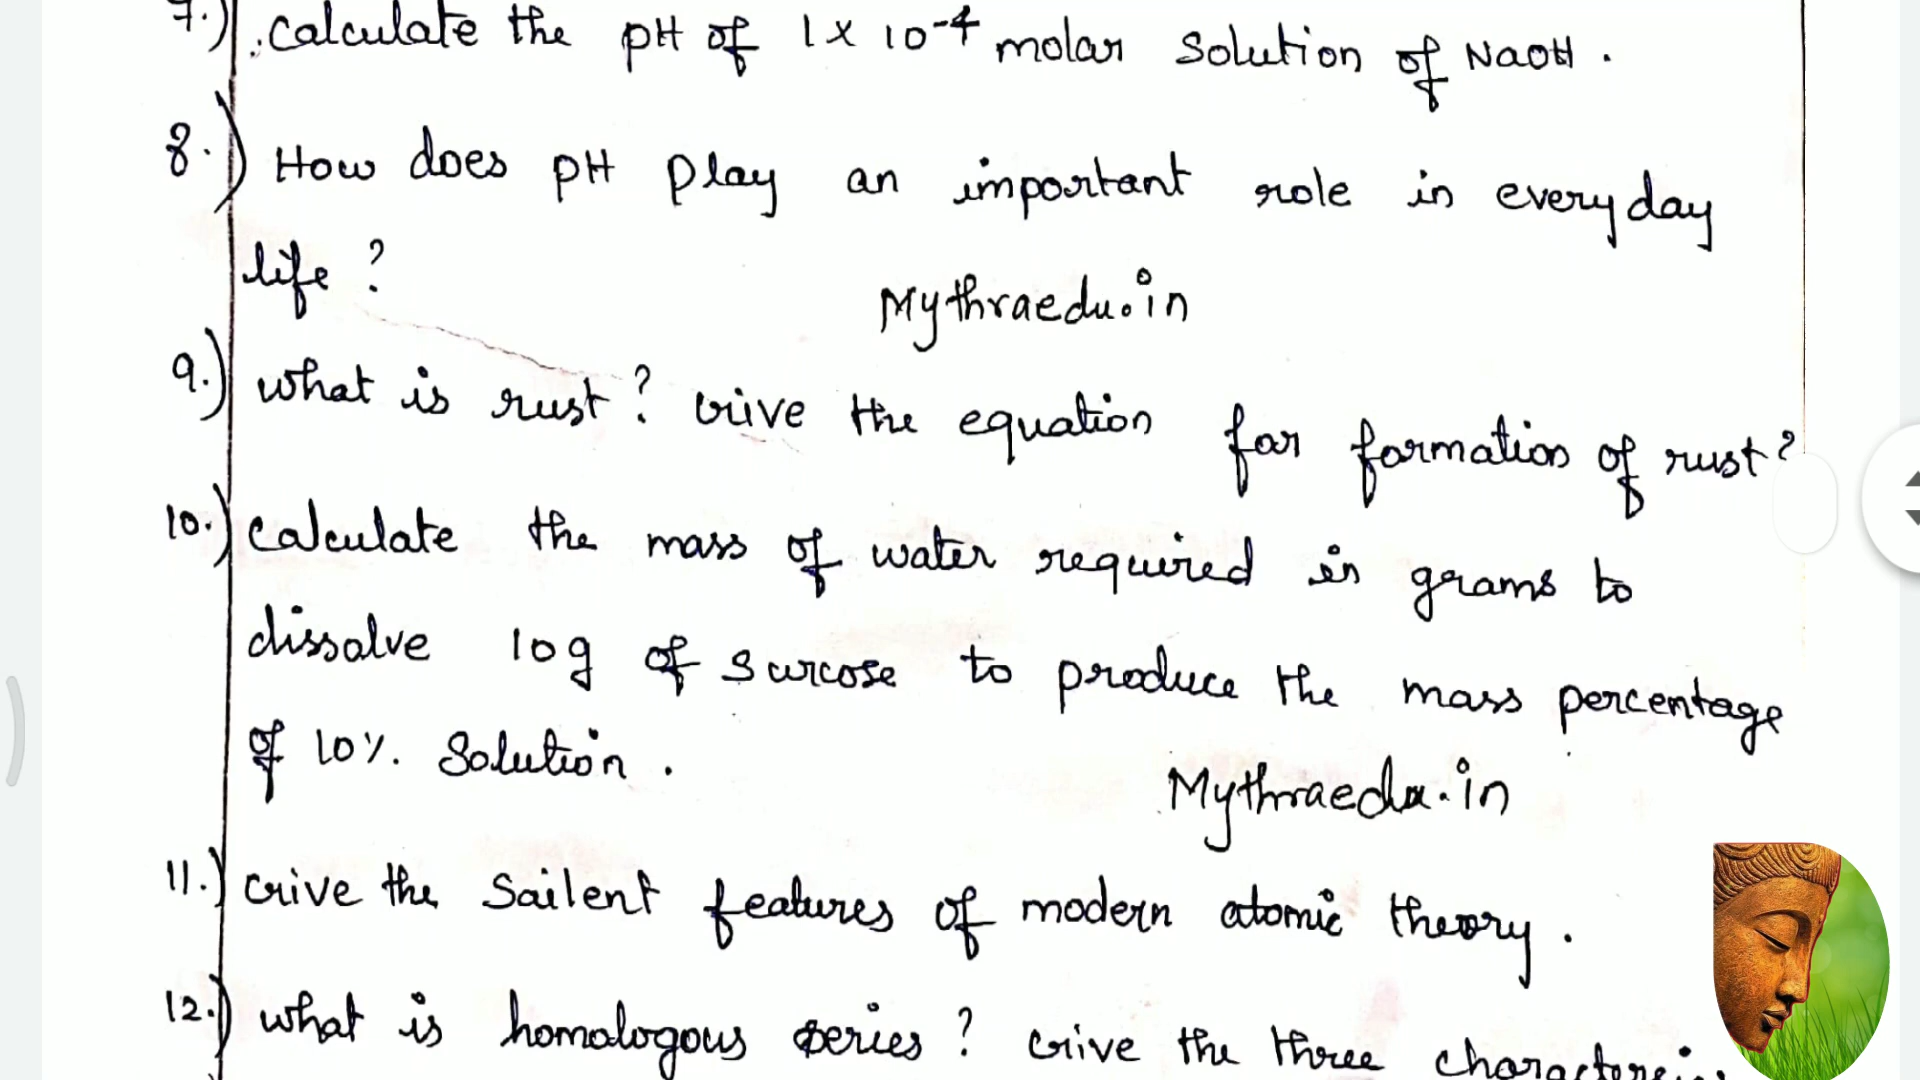 7.) Calculate the pH of 1 x 10⁻⁴ molar Solution of NaOH.
8.) How does pH play an important role in everyday
life?
Mythraedu.in
9.) What is rust? Give the equation for formation of rust?
10.) Calculate the mass of water required in grams to
dissolve 10g of surcose to produce the mass percentage
of 10%. Solution.
Mythraedu.in
11.) Give the Sailent features of modern atomic theory.
12.) What is homologous series? Give the three